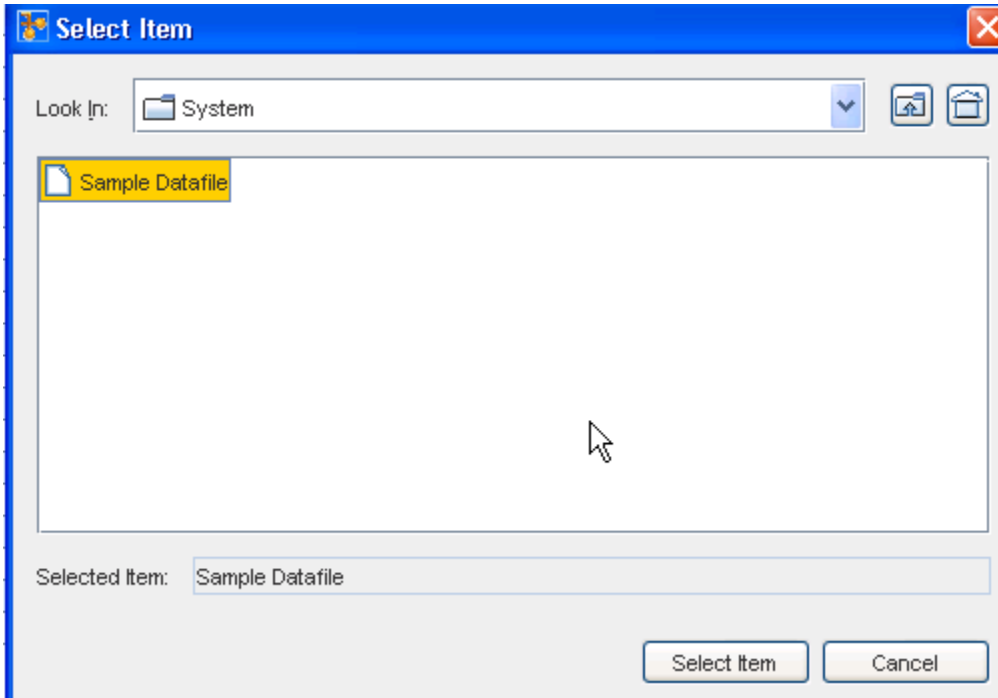 Select Item
Look In: System
Sample Datafile
Selected Item: Sample Datafile
Select Item Cancel